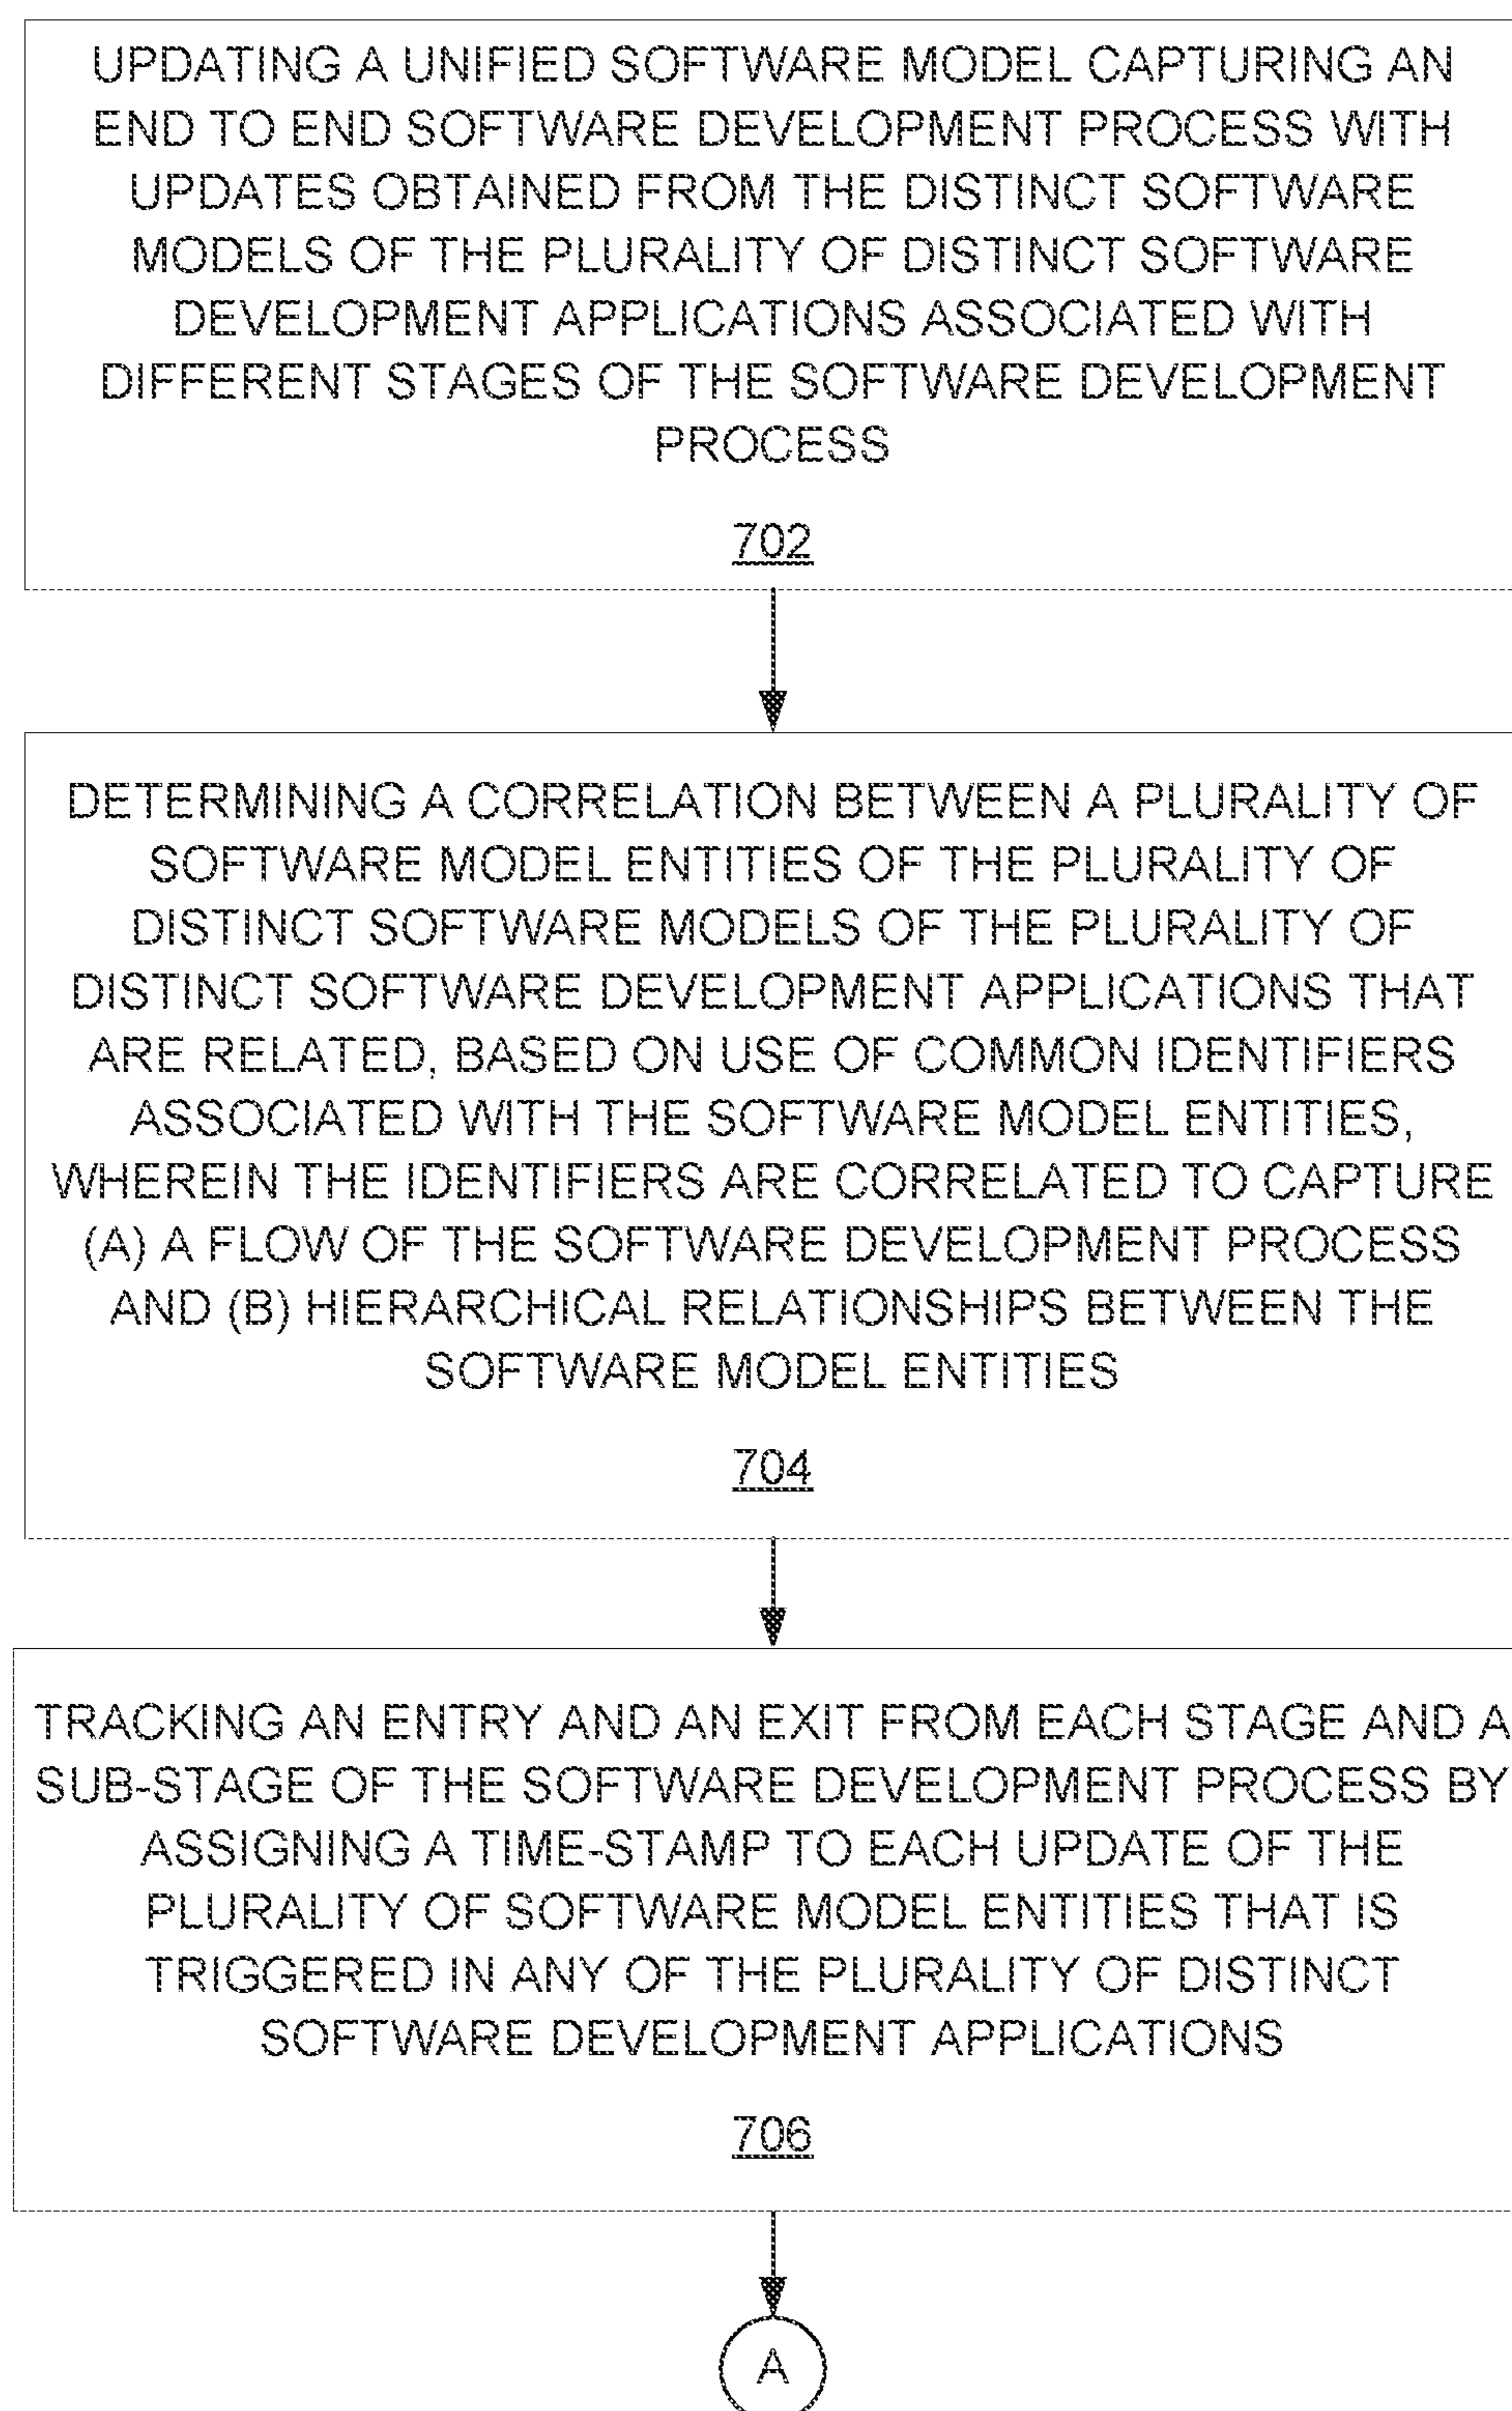 UPDATING A UNIFIED SOFTWARE MODEL CAPTURING AN
END TO END SOFTWARE DEVELOPMENT PROCESS WITH
UPDATES OBTAINED FROM THE DISTINCT SOFTWARE
MODELS OF THE PLURALITY OF DISTINCT SOFTWARE
DEVELOPMENT APPLICATIONS ASSOCIATED WITH
DIFFERENT STAGES OF THE SOFTWARE DEVELOPMENT
PROCESS
702
DETERMINING A CORRELATION BETWEEN A PLURALITY OF
SOFTWARE MODEL ENTITIES OF THE PLURALITY OF
DISTINCT SOFTWARE MODELS OF THE PLURALITY OF
DISTINCT SOFTWARE DEVELOPMENT APPLICATIONS THAT
ARE RELATED, BASED ON USE OF COMMON IDENTIFIERS
ASSOCIATED WITH THE SOFTWARE MODEL ENTITIES,
WHEREIN THE IDENTIFIERS ARE CORRELATED TO CAPTURE
(A) A FLOW OF THE SOFTWARE DEVELOPMENT PROCESS
AND (B) HIERARCHICAL RELATIONSHIPS BETWEEN THE
SOFTWARE MODEL ENTITIES
704
TRACKING AN ENTRY AND AN EXIT FROM EACH STAGE AND A
SUB-STAGE OF THE SOFTWARE DEVELOPMENT PROCESS BY
ASSIGNING A TIME-STAMP TO EACH UPDATE OF THE
PLURALITY OF SOFTWARE MODEL ENTITIES THAT IS
TRIGGERED IN ANY OF THE PLURALITY OF DISTINCT
SOFTWARE DEVELOPMENT APPLICATIONS
706
A